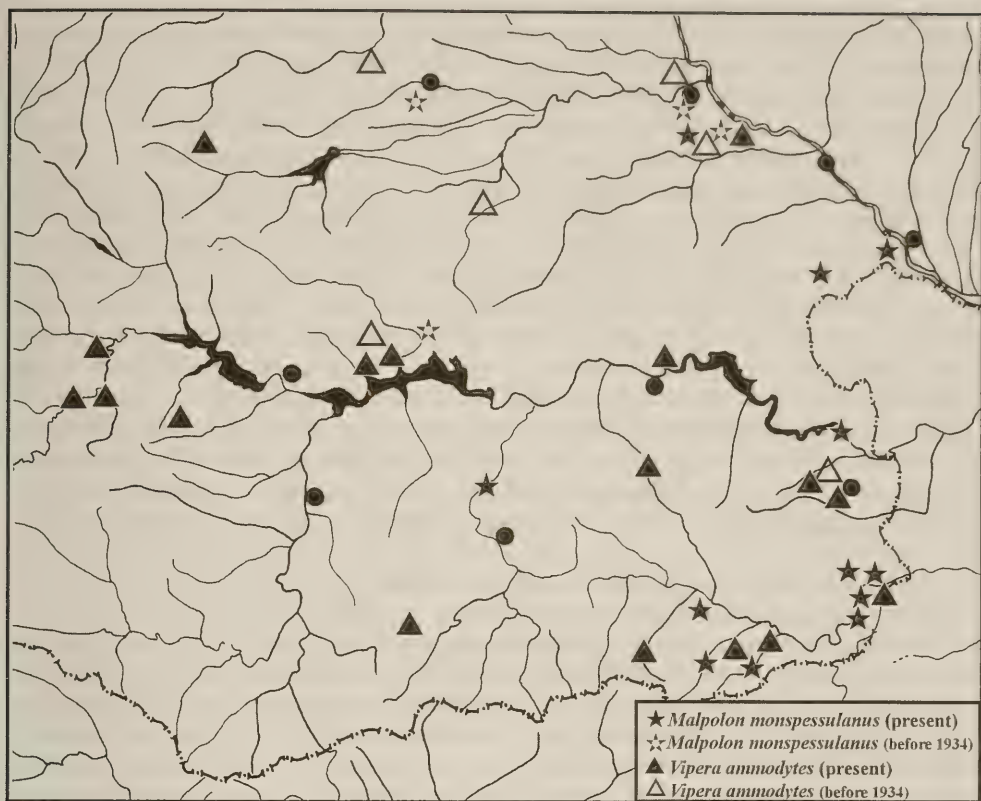 ★ Malpolon monspessulanus (present)
☆ Malpolon monspessulanus (before 1934)
▲ Vipera ammodytes (present)
△ Vipera ammodytes (before 1934)